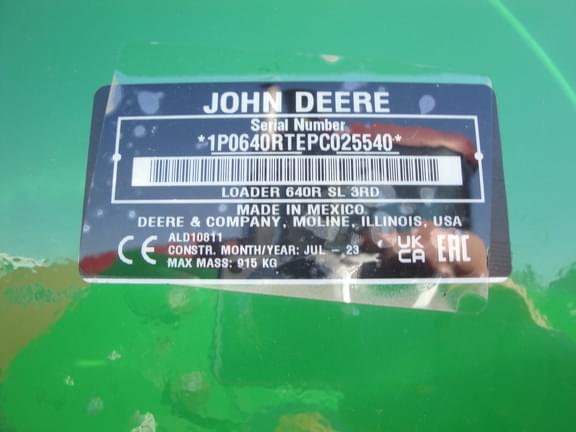 JOHN DEERE
Serial Number
*1P0640RTEPC025540*
LOADER 640R SL 3RD
MADE IN MEXICO
DEERE & COMPANY, MOLINE, ILLINOIS, USA
CE
ALD10811
CONSTR. MONTH/YEAR: JUL - 23
MAX MASS: 915 KG
UK
CA
EAC